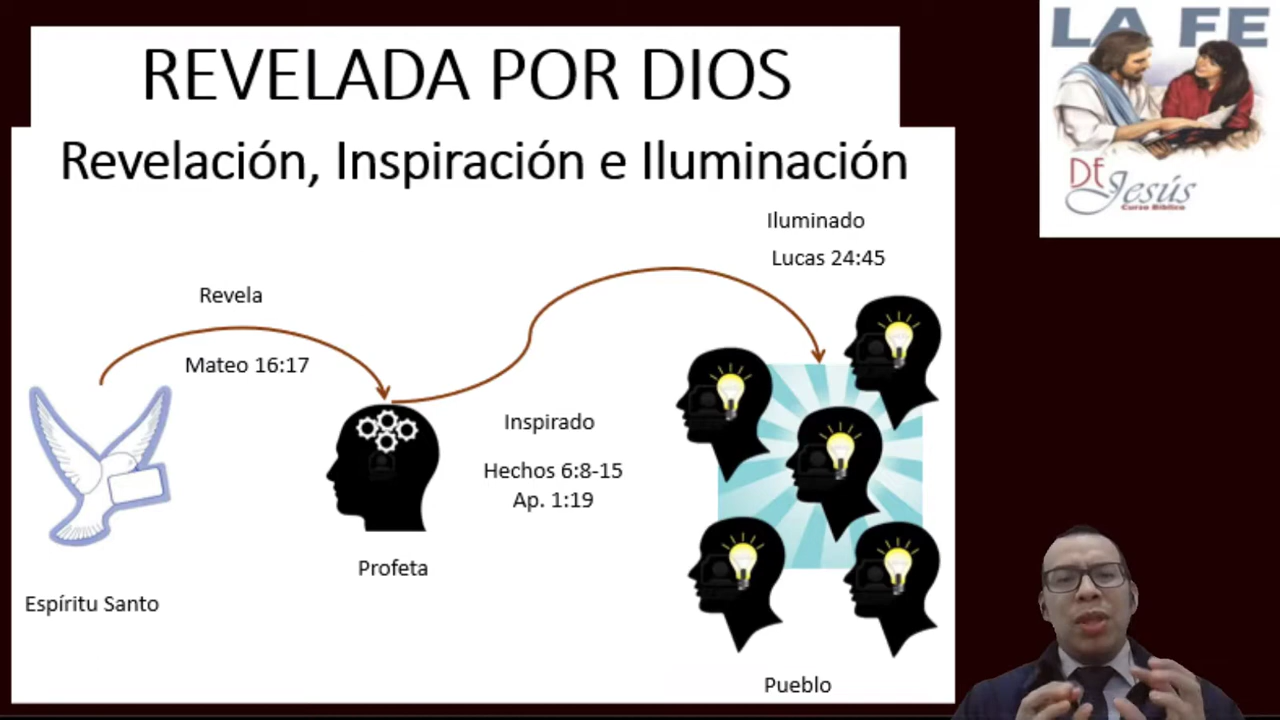 REVELADA POR DIOS
Revelación, Inspiración e Iluminación
Revela
Mateo 16:17
Espíritu Santo
Profeta
Inspirado
Hechos 6:8-15
Ap. 1:19
Iluminado
Lucas 24:45
Pueblo
LA FE
DE Jesús
Curso Bíblico